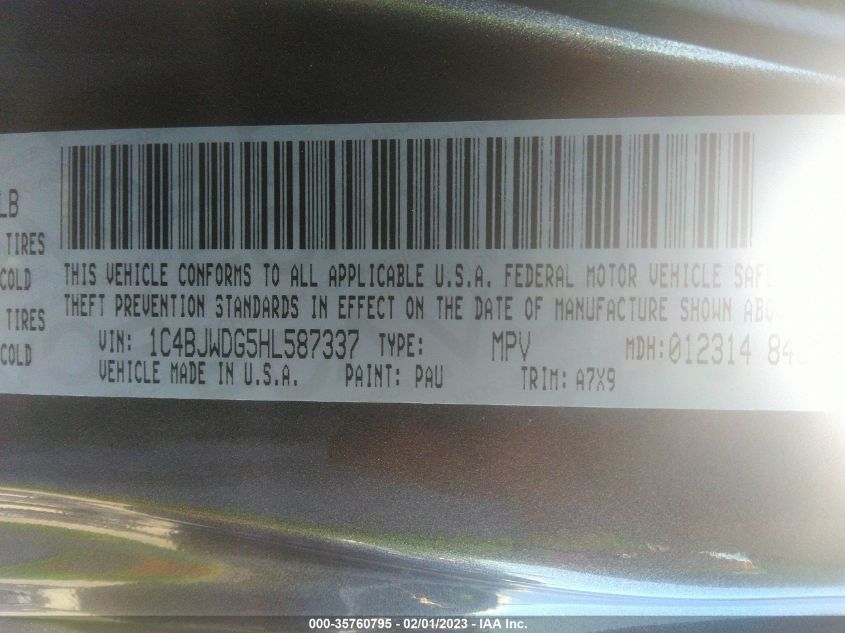 LB
TIRES
COLD
TIRES
COLD
THIS VEHICLE CONFORMS TO ALL APPLICABLE U.S.A. FEDERAL MOTOR VEHICLE
THEFT PREVENTION STANDARDS IN EFFECT ON THE DATE OF MANUFACTURE SHOWN
VIN: 1C4BJWDG5HL587337 TYPE: MPV MDH:012314
VEHICLE MADE IN U.S.A. PAINT: PAU TRIM: A7X9
000-35760795 - 02/01/2023 - IAA Inc.